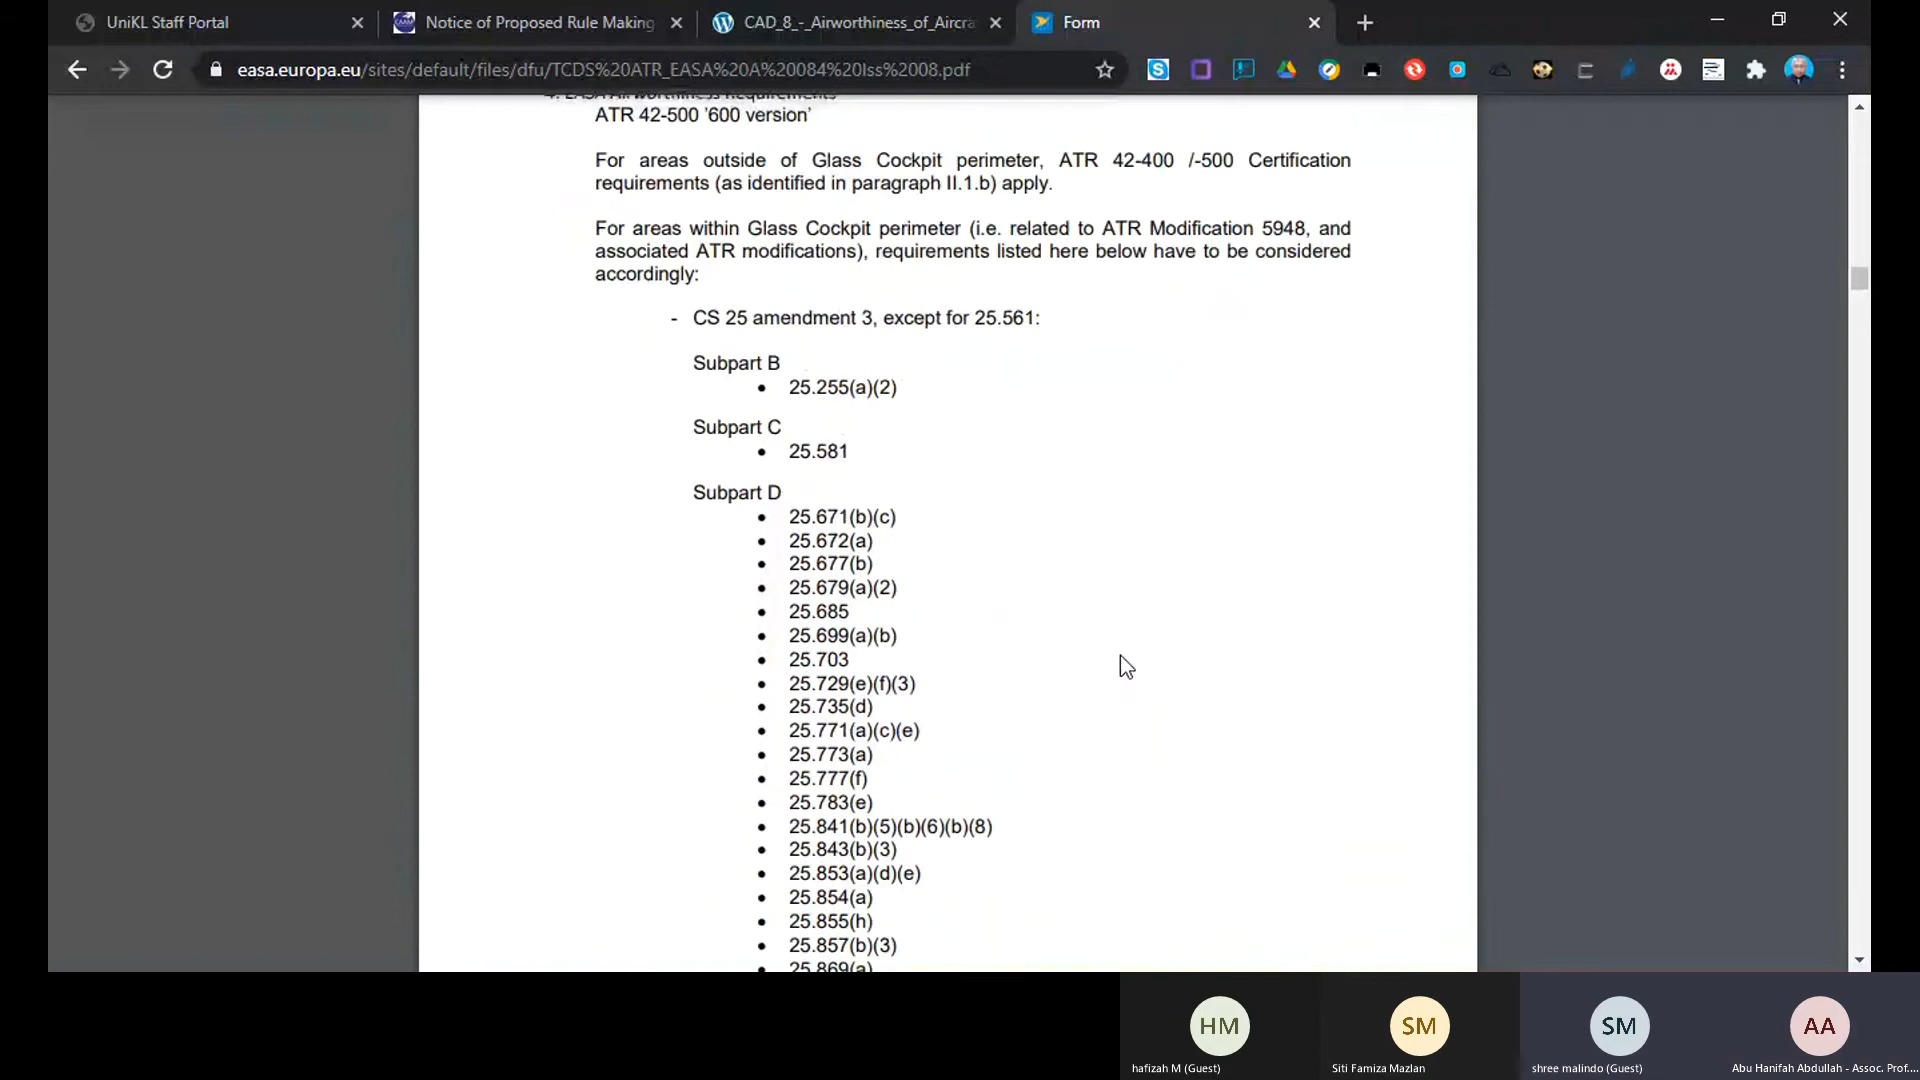 UniKL Staff Portal
Notice of Proposed Rule Making
CAD_8_-_Airworthiness_of_Aircra
Form
easa.europa.eu/sites/default/files/dfu/TCDS%20ATR_EASA%20A%20084%20Iss%2008.pdf
4. EASA Airworthiness Requirements
ATR 42-500 '600 version'
For areas outside of Glass Cockpit perimeter, ATR 42-400 /-500 Certification
requirements (as identified in paragraph II.1.b) apply.
For areas within Glass Cockpit perimeter (i.e. related to ATR Modification 5948, and
associated ATR modifications), requirements listed here below have to be considered
accordingly:
- CS 25 amendment 3, except for 25.561:
Subpart B
• 25.255(a)(2)
Subpart C
• 25.581
Subpart D
• 25.671(b)(c)
• 25.672(a)
• 25.677(b)
• 25.679(a)(2)
• 25.685
• 25.699(a)(b)
• 25.703
• 25.729(e)(f)(3)
• 25.735(d)
• 25.771(a)(c)(e)
• 25.773(a)
• 25.777(f)
• 25.783(e)
• 25.841(b)(5)(b)(6)(b)(8)
• 25.843(b)(3)
• 25.853(a)(d)(e)
• 25.854(a)
• 25.855(h)
• 25.857(b)(3)
• 25.869(a)
HM
SM
SM
AA
hafizah M (Guest)
Siti Famiza Mazlan
shree malindo (Guest)
Abu Hanifah Abdullah - Assoc. Prof....